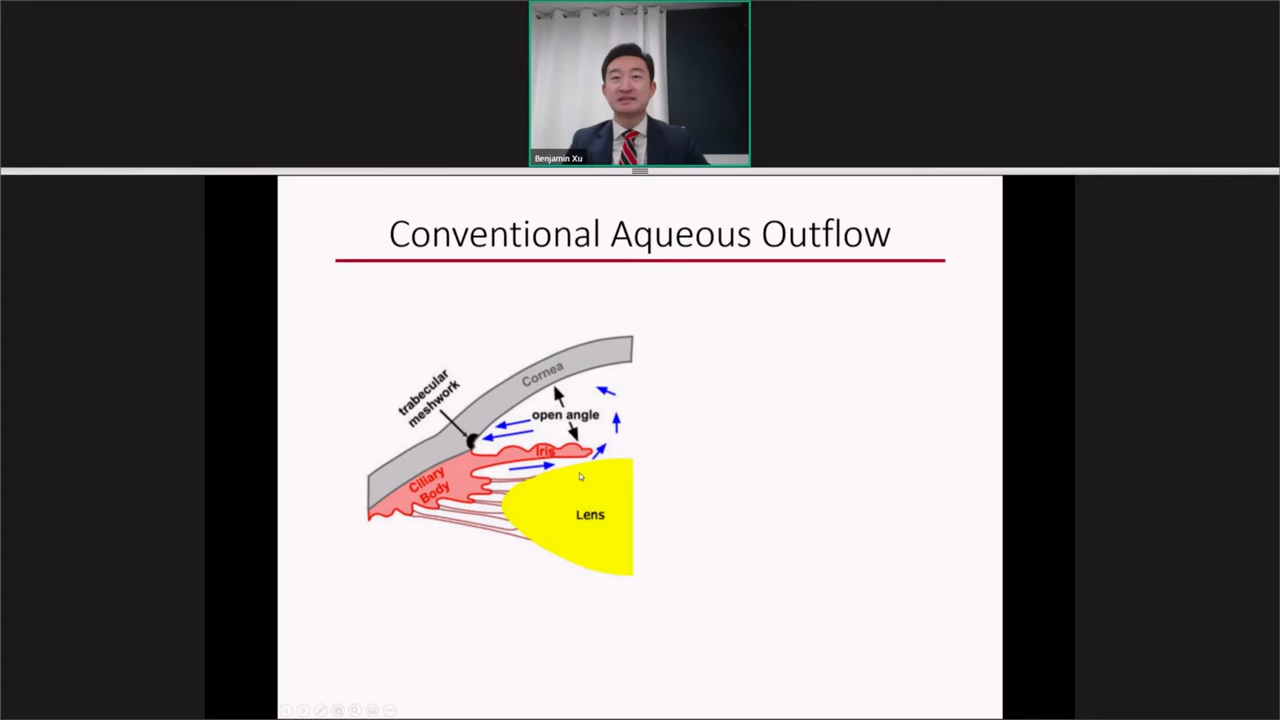 Benjamin Xu
Conventional Aqueous Outflow
Cornea
trabecular
meshwork
open angle
Iris
Ciliary
Body
Lens